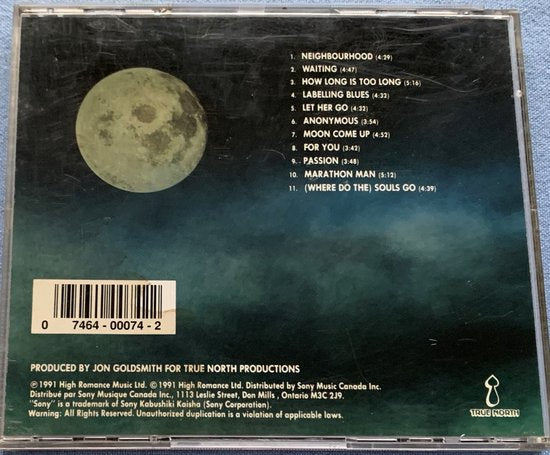 1. NEIGHBOURHOOD (4:29)
2. WAITING (4:47)
3. HOW LONG IS TOO LONG (5:16)
4. LABELLING BLUES (4:32)
5. LET HER GO (4:32)
6. ANONYMOUS (3:54)
7. MOON COME UP (4:52)
8. FOR YOU (3:42)
9. PASSION (3:48)
10. MARATHON MAN (5:12)
11. (WHERE DO THE) SOULS GO (4:39)
0 7464-00074-2
PRODUCED BY JON GOLDSMITH FOR TRUE NORTH PRODUCTIONS
℗ 1991 High Romance Music Ltd. © 1991 High Romance Ltd. Distributed by Sony Music Canada Inc.
Distribué par Sony Musique Canada Inc., 1113 Leslie Street, Don Mills, Ontario M3C 2J9.
"Sony" is a trademark of Sony Kabushiki Kaisha (Sony Corporation).
Warning: All Rights Reserved. Unauthorized duplication is a violation of applicable laws.
TRUE NORTH